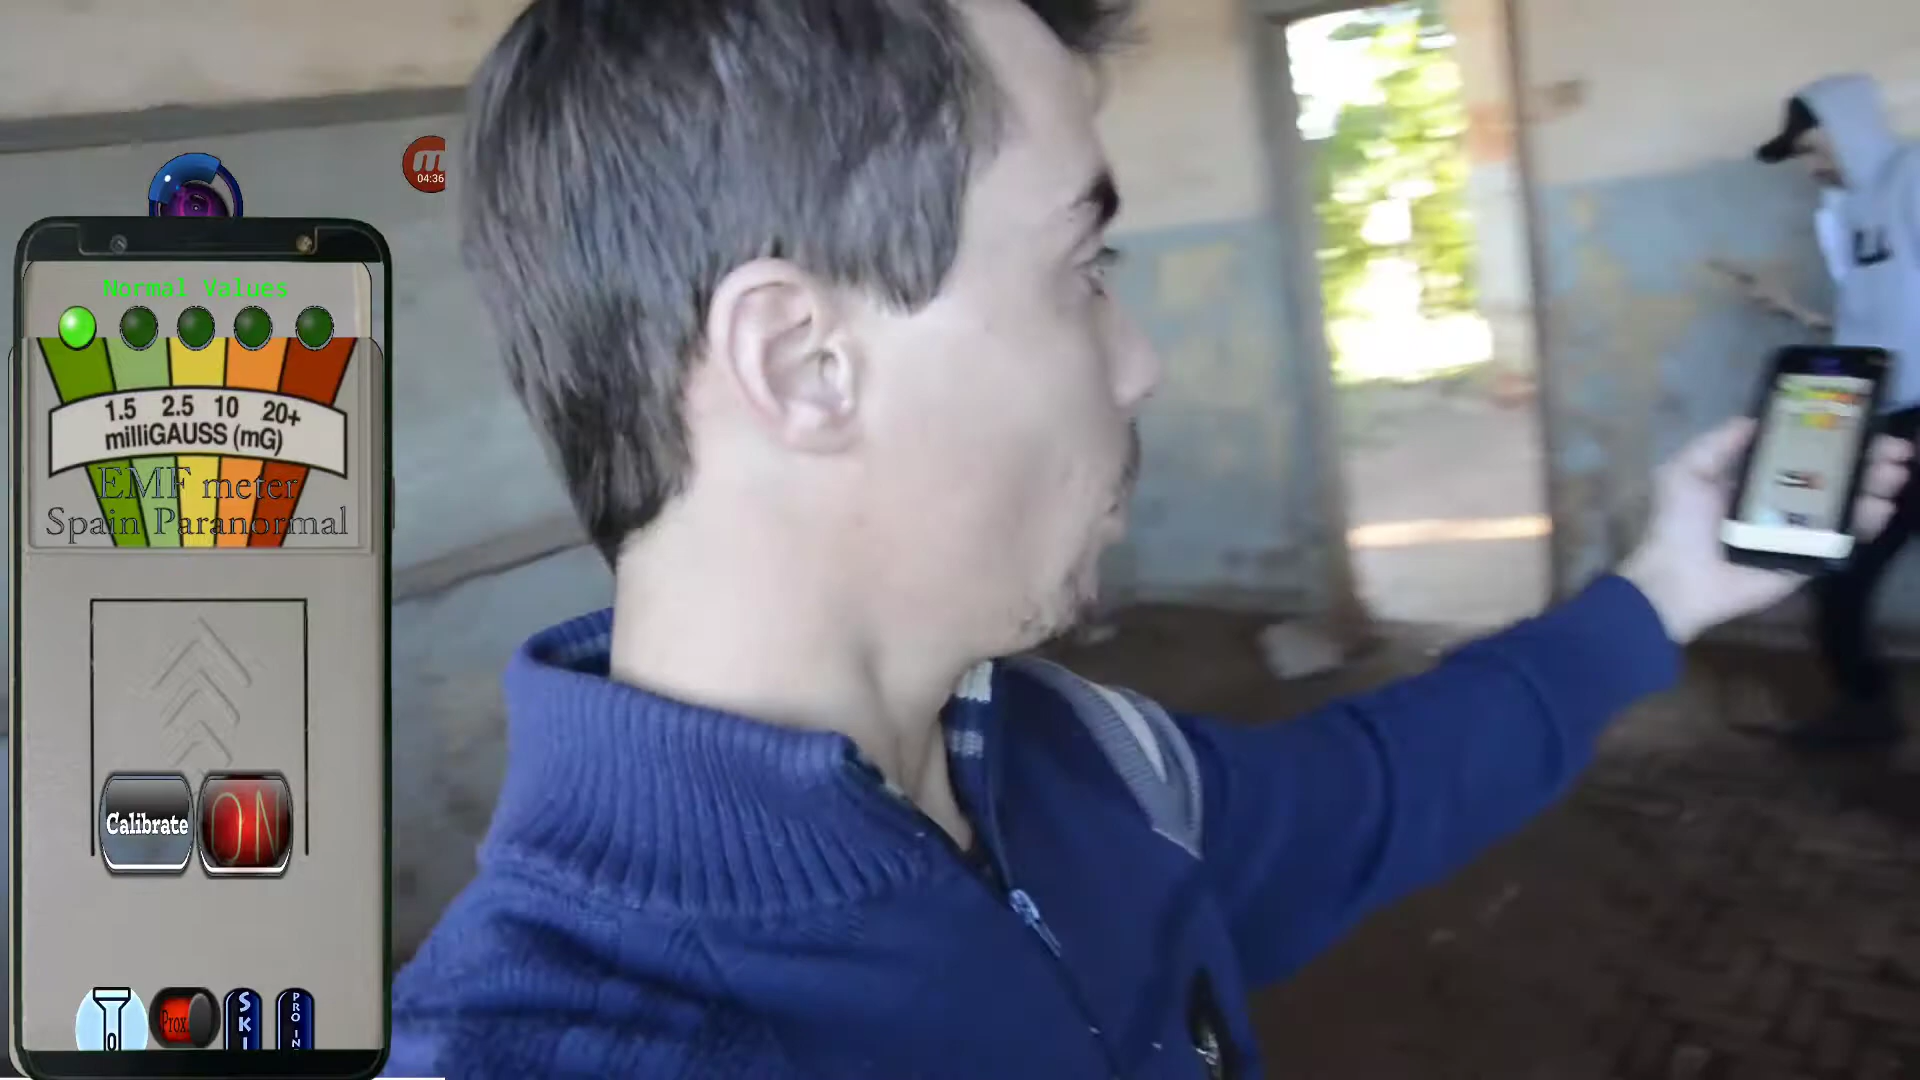 04:36
Normal Values
1.5 2.5 10 20+
milliGAUSS (mG)
EMF meter
Spain Paranormal
Calibrate
ON
Prox.
SKI
PRO IN